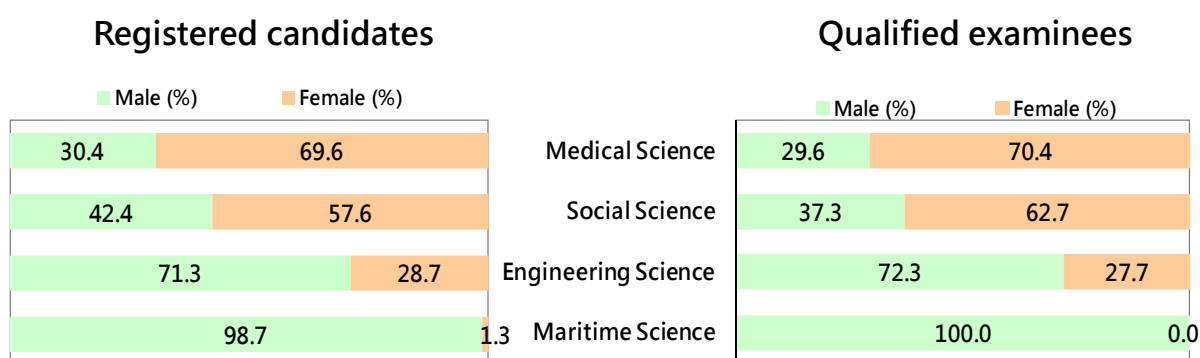 Registered candidates
Qualified examinees
Male (%) Female (%)
Male (%) Female (%)
30.4 69.6 Medical Science 29.6 70.4
42.4 57.6 Social Science 37.3 62.7
71.3 28.7 Engineering Science 72.3 27.7
98.7 1.3 Maritime Science 100.0 0.0